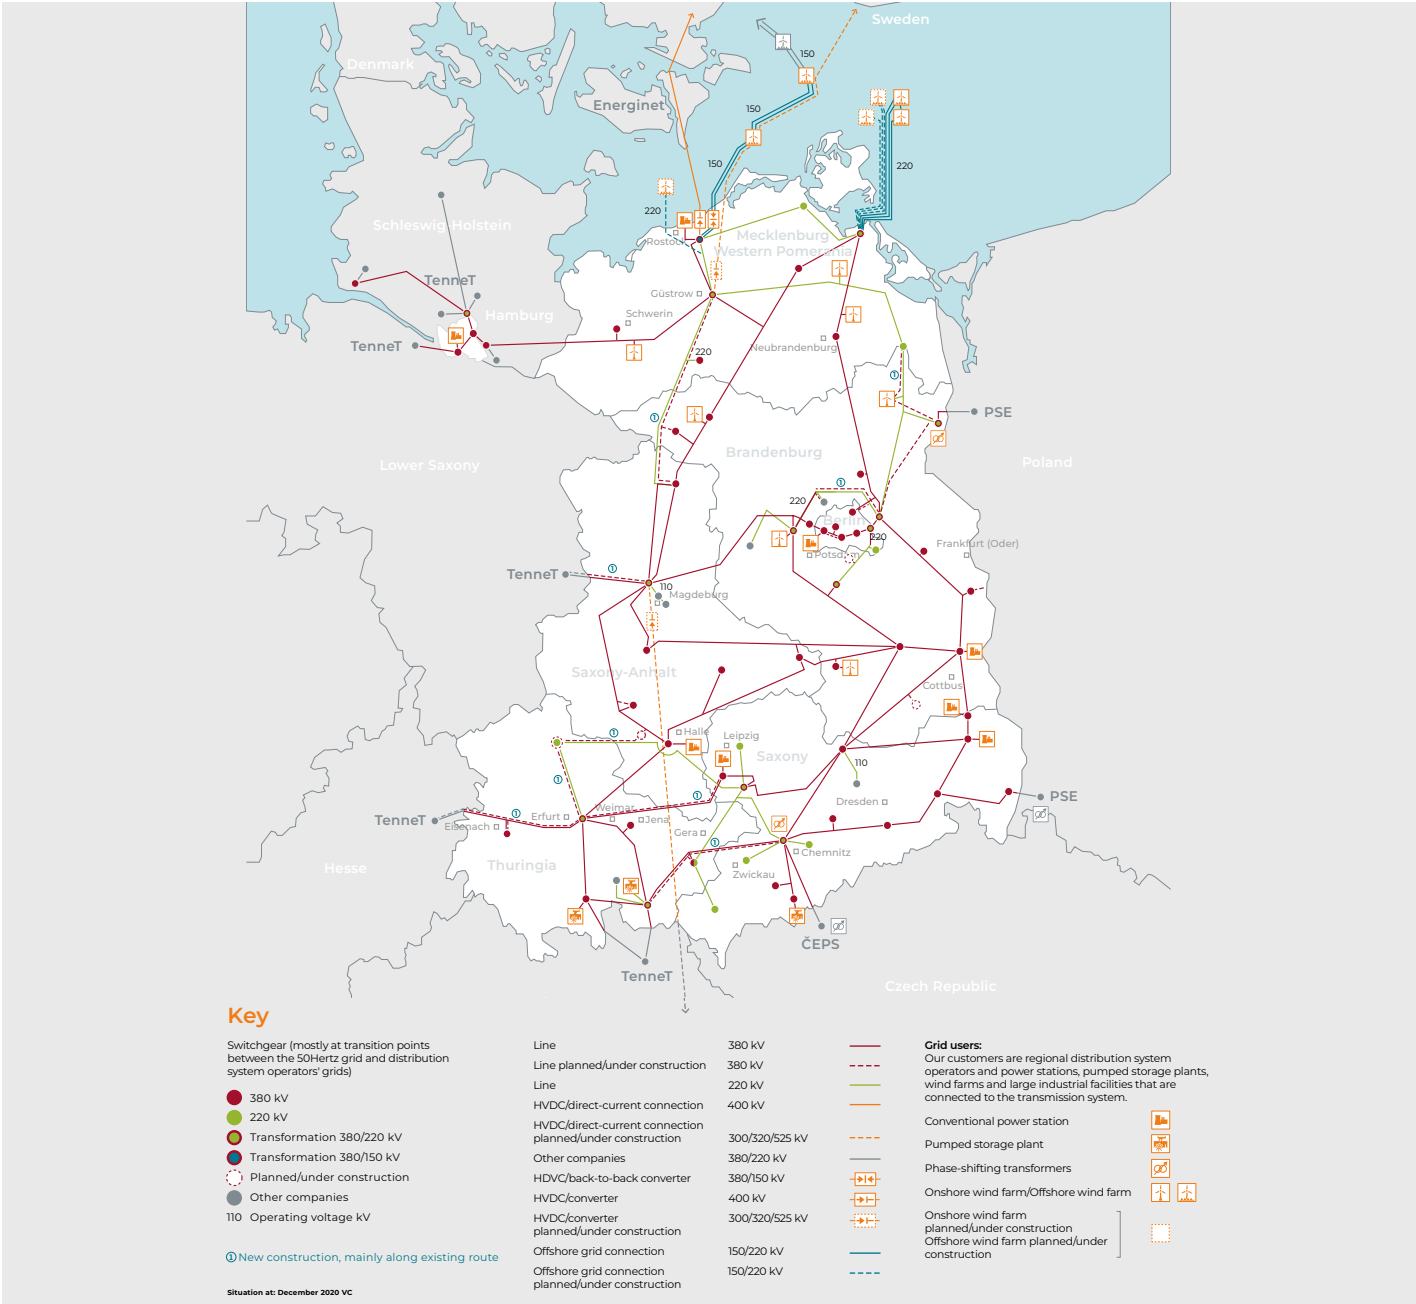 Sweden
150
Denmark
Energinet
150
150
220
220
Schleswig-Holstein
Rostock
Mecklenburg
Western Pomerania
TenneT
Güstrow
Hamburg
Schwerin
TenneT
Neubrandenburg
220
1
1
PSE
Brandenburg
Lower Saxony
Poland
1
220
Berlin
220
Frankfurt (Oder)
Potsdam
1
TenneT
110
Magdeburg
Saxony-Anhalt
Cottbus
1
Halle
Leipzig
Saxony
110
1
1
PSE
Dresden
Weimar
1
Erfurt
TenneT
Jena
Eisenach
Gera
1
Chemnitz
Hesse
Thuringia
Zwickau
ČEPS
TenneT
Czech Republic
Key
Switchgear (mostly at transition points
between the 50Hertz grid and distribution
system operators' grids)
380 kV
220 kV
Transformation 380/220 kV
Transformation 380/150 kV
Planned/under construction
Other companies
110 Operating voltage kV
1 New construction, mainly along existing route
Situation at: December 2020 VC
Line 380 kV
Line planned/under construction 380 kV
Line 220 kV
HVDC/direct-current connection 400 kV
HVDC/direct-current connection
planned/under construction 300/320/525 kV
Other companies 380/220 kV
HDVC/back-to-back converter 380/150 kV
HVDC/converter 400 kV
HVDC/converter 300/320/525 kV
planned/under construction
Offshore grid connection 150/220 kV
Offshore grid connection 150/220 kV
planned/under construction
Grid users:
Our customers are regional distribution system
operators and power stations, pumped storage plants,
wind farms and large industrial facilities that are
connected to the transmission system.
Conventional power station
Pumped storage plant
Phase-shifting transformers
Onshore wind farm/Offshore wind farm
Onshore wind farm
planned/under construction
Offshore wind farm planned/under
construction